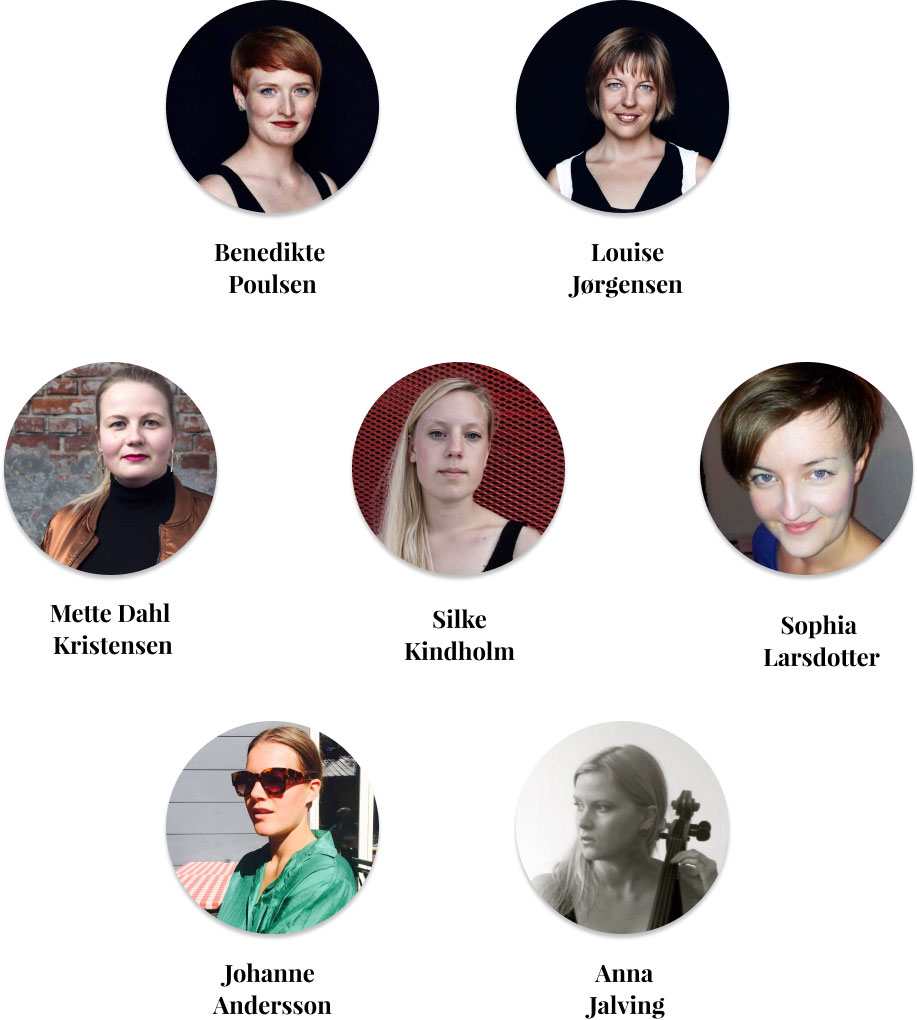 Benedikte
Poulsen
Louise
Jørgensen
Mette Dahl
Kristensen
Silke
Kindholm
Sophia
Larsdotter
Johanne
Andersson
Anna
Jalving